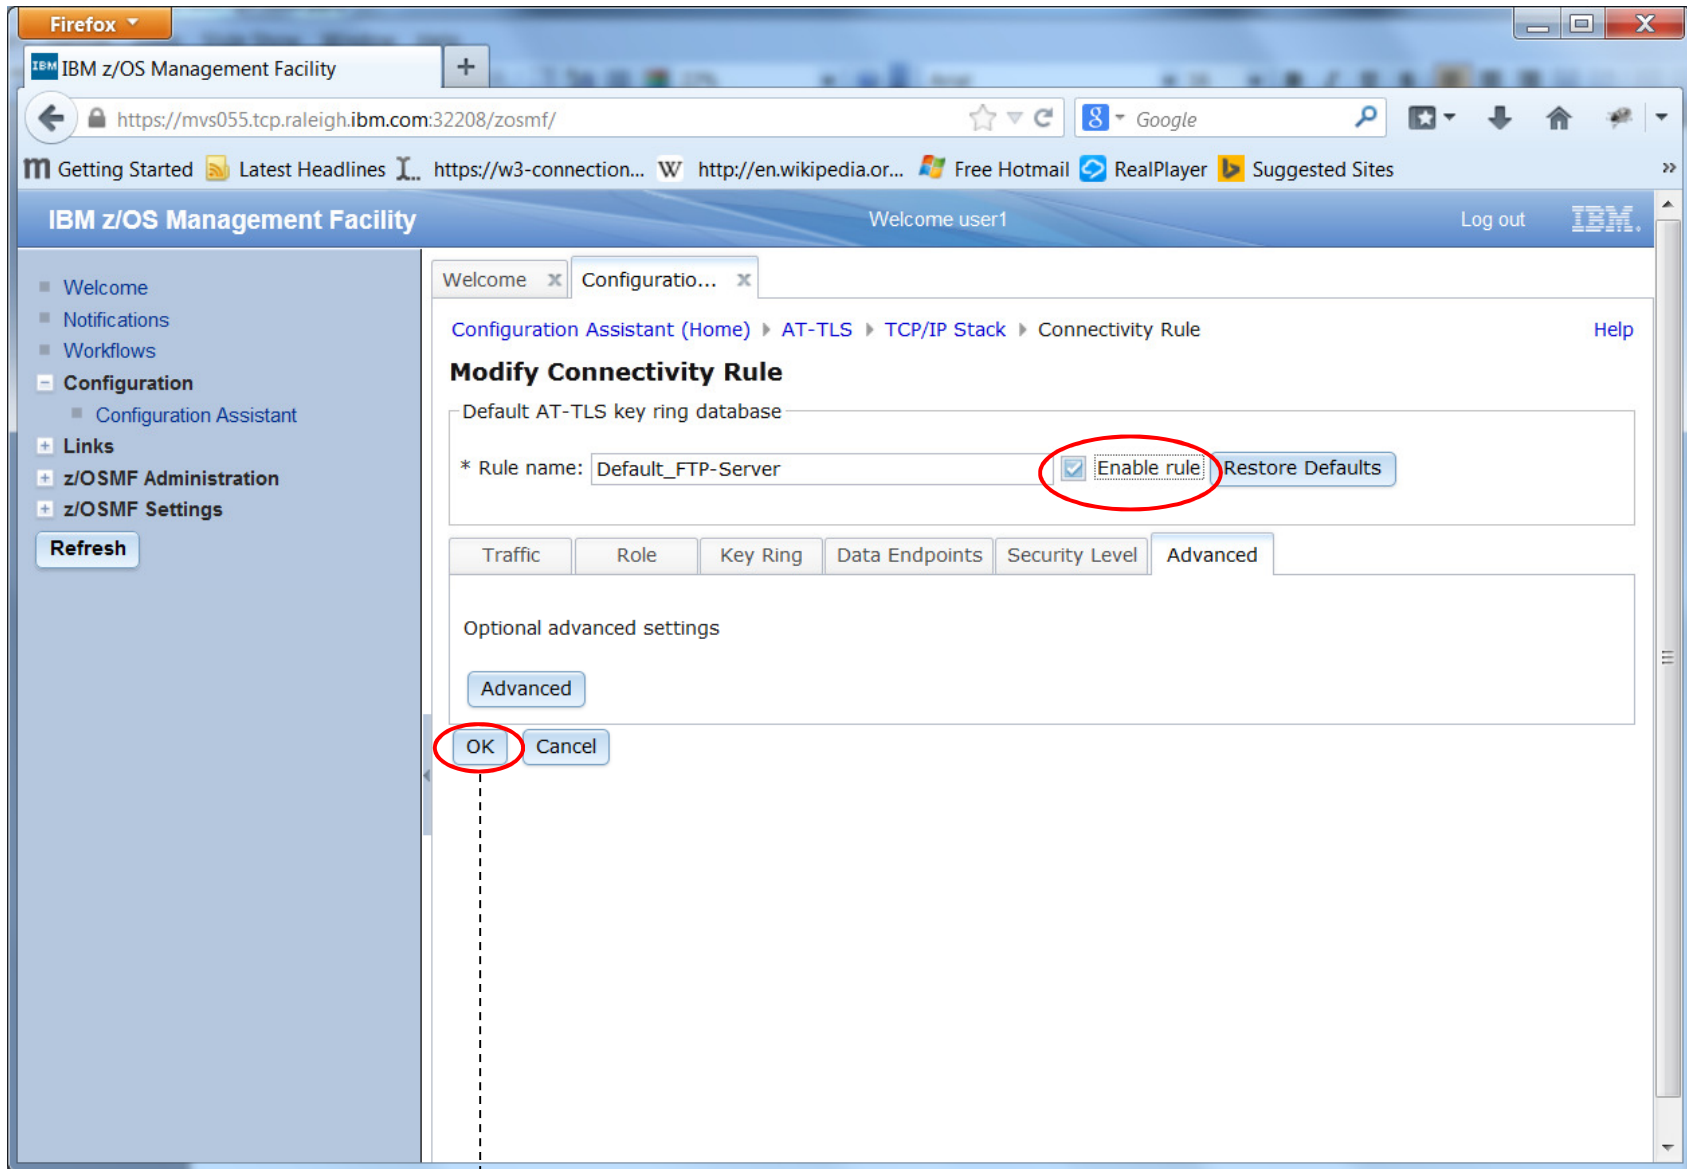 Firefox
IBM IBM z/OS Management Facility
https://mvs055.tcp.raleigh.ibm.com:32208/zosmf/
8 Google
Getting Started Latest Headlines https://w3-connection... W http://en.wikipedia.or... Free Hotmail RealPlayer Suggested Sites »
IBM z/OS Management Facility Welcome user1 Log out IBM.
Welcome
Notifications
Workflows
Configuration
Configuration Assistant
Links
z/OSMF Administration
z/OSMF Settings
Refresh
Welcome x Configuratio... x
Configuration Assistant (Home) AT-TLS TCP/IP Stack Connectivity Rule Help
Modify Connectivity Rule
Default AT-TLS key ring database
* Rule name: Default_FTP-Server Enable rule Restore Defaults
Traffic Role Key Ring Data Endpoints Security Level Advanced
Optional advanced settings
Advanced
OK Cancel